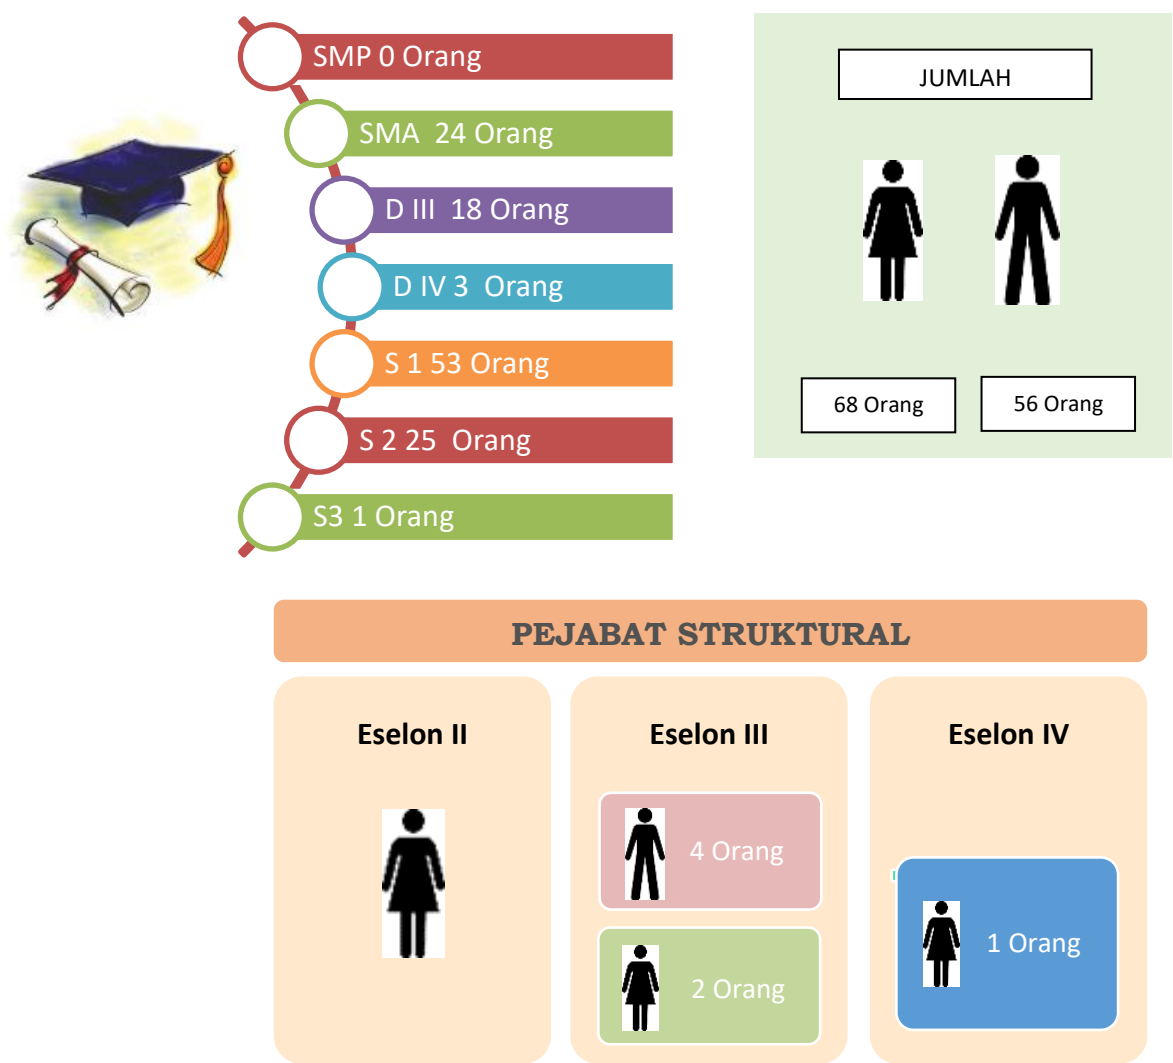 SMP 0 Orang
SMA 24 Orang
D III 18 Orang
D IV 3 Orang
S 1 53 Orang
S 2 25 Orang
S3 1 Orang
JUMLAH
68 Orang
56 Orang
PEJABAT STRUKTURAL
Eselon II
Eselon III
4 Orang
2 Orang
Eselon IV
1 Orang